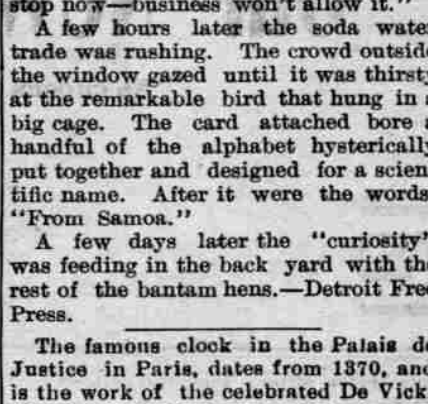 stop now—business won't allow it."
A few hours later the soda water
trade was rushing. The crowd outside
the window gazed until it was thirsty
at the remarkable bird that hung in a
big cage. The card attached bore a
handful of the alphabet hysterically
put together and designed for a scien
tific name. After it were the words
"From Samoa."
A few days later the "curiosity"
was feeding in the back yard with the
rest of the bantam hens.—Detroit Free
Press.
The famous clock in the Palais de
Justice in Paris, dates from 1370, and
is the work of the celebrated De Vick